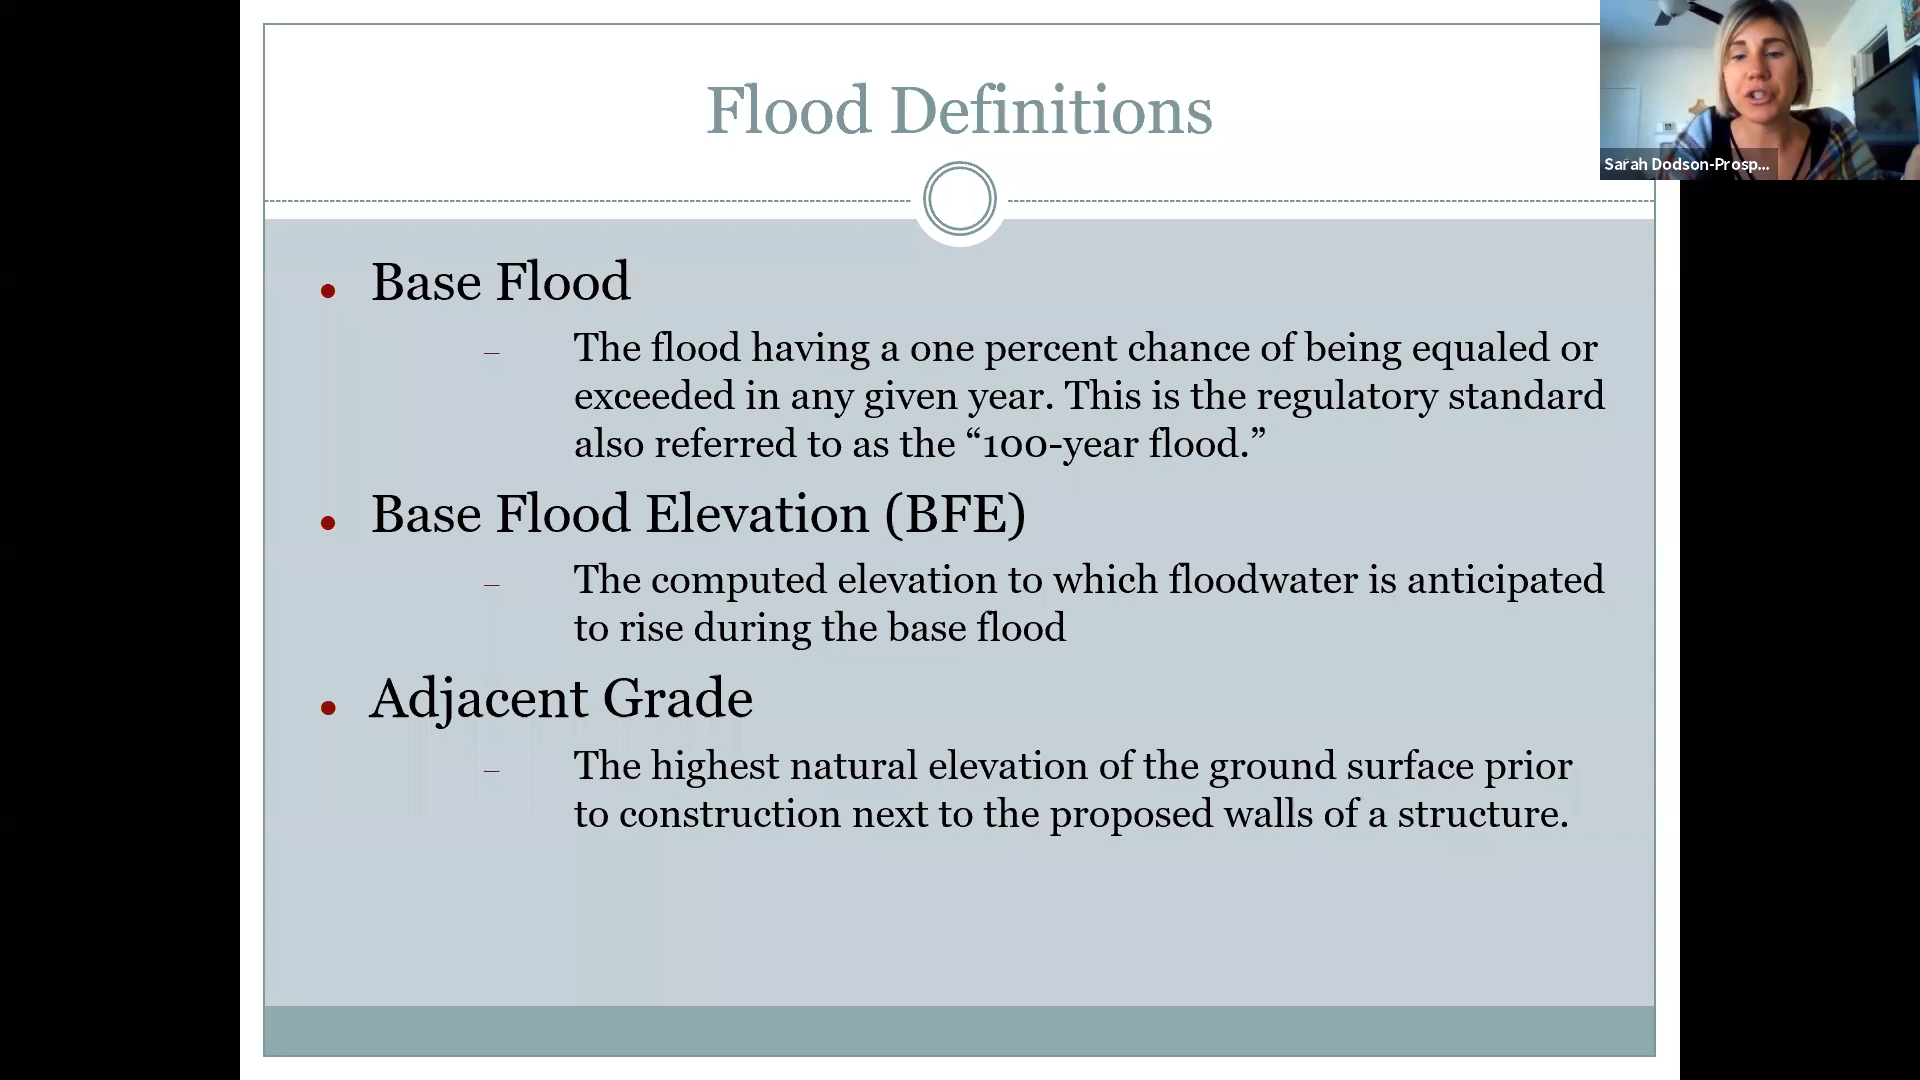 Flood Definitions
Sarah Dodson-Prosp...
• Base Flood
– The flood having a one percent chance of being equaled or
exceeded in any given year. This is the regulatory standard
also referred to as the “100-year flood.”
• Base Flood Elevation (BFE)
– The computed elevation to which floodwater is anticipated
to rise during the base flood
• Adjacent Grade
– The highest natural elevation of the ground surface prior
to construction next to the proposed walls of a structure.